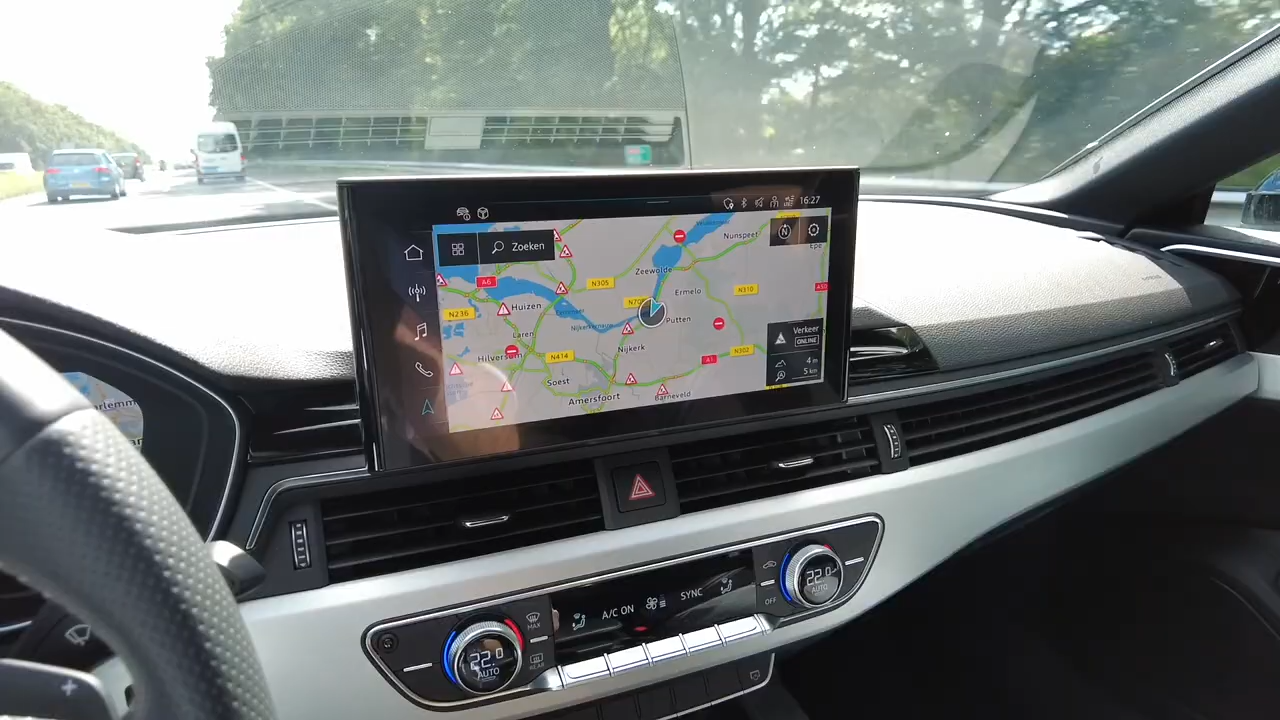 16:27
Zoeken
N
Nunspeet
Epe
Zeewolde
A6
N305
Ermelo
N310
N236
Huizen
Putten
Laren
Nijkerk
Verkeer
ONLINE
Hilversum
N414
A1
N302
4 m
5 km
Soest
Amersfoort
Barneveld
A/C ON
SYNC
MAX
REAR
OFF
22.0
AUTO
22.0
AUTO
+